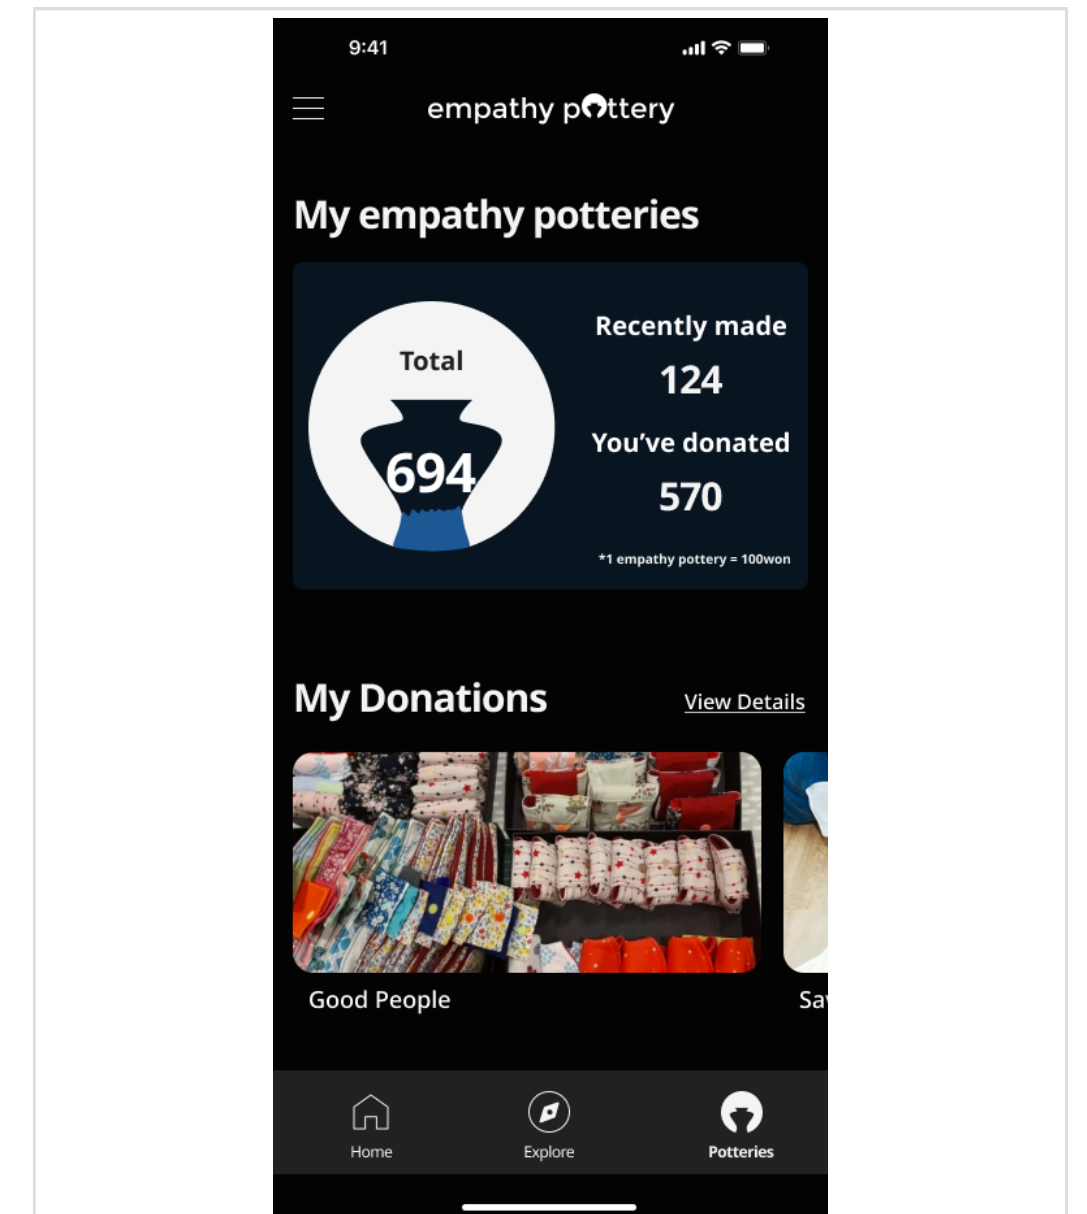 9:41
empathy pottery
My empathy potteries
Total
694
Recently made
124
You’ve donated
570
*1 empathy pottery = 100won
My Donations
View Details
Good People
Home
Explore
Potteries